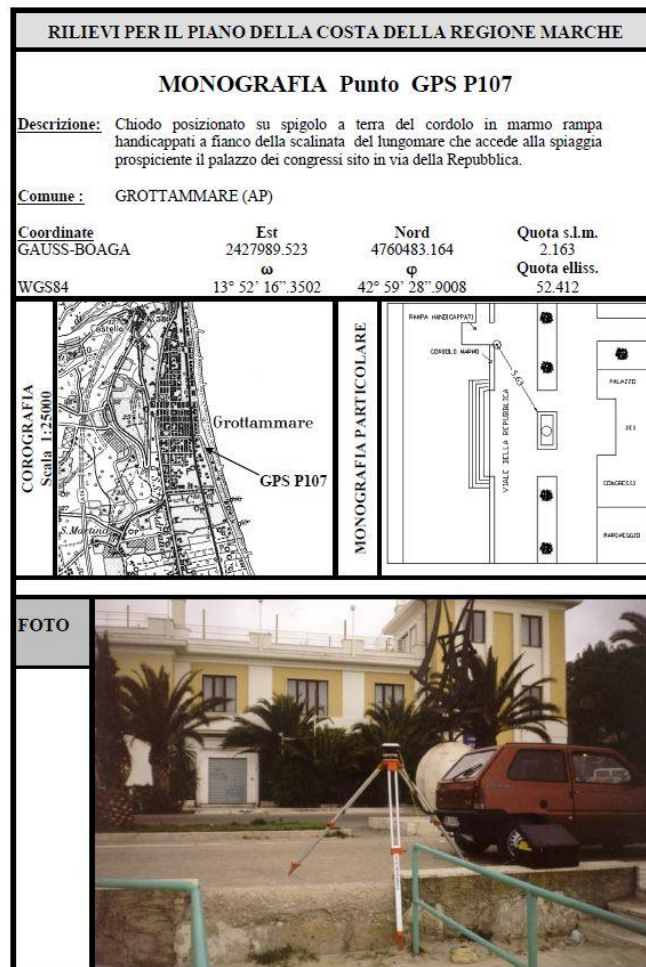 RILIEVI PER IL PIANO DELLA COSTA DELLA REGIONE MARCHE
MONOGRAFIA Punto GPS P107
Descrizione: Chiodo posizionato su spigolo a terra del cordolo in marmo rampa
handicappati a fianco della scalinata del lungomare che accede alla spiaggia
prospiciente il palazzo dei congressi sito in via della Repubblica.
Comune : GROTTAMMARE (AP)
Coordinate Est Nord Quota s.l.m.
GAUSS-BOAGA 2427989.523 4760483.164 2.163
ω φ Quota elliss.
WGS84 13° 52' 16".3502 42° 59' 28".9008 52.412
COROGRAFIA
Scala 1:25000
Castello
Grottammare
GPS P107
S. Martino
MONOGRAFIA PARTICOLARE
RAMPA HANDICAPPATI
CORDOLO MARMO
5.63
VIALE DELLA REPUBBLICA
PALAZZO
DEI
CONGRESSI
PARCHEGGIO
FOTO